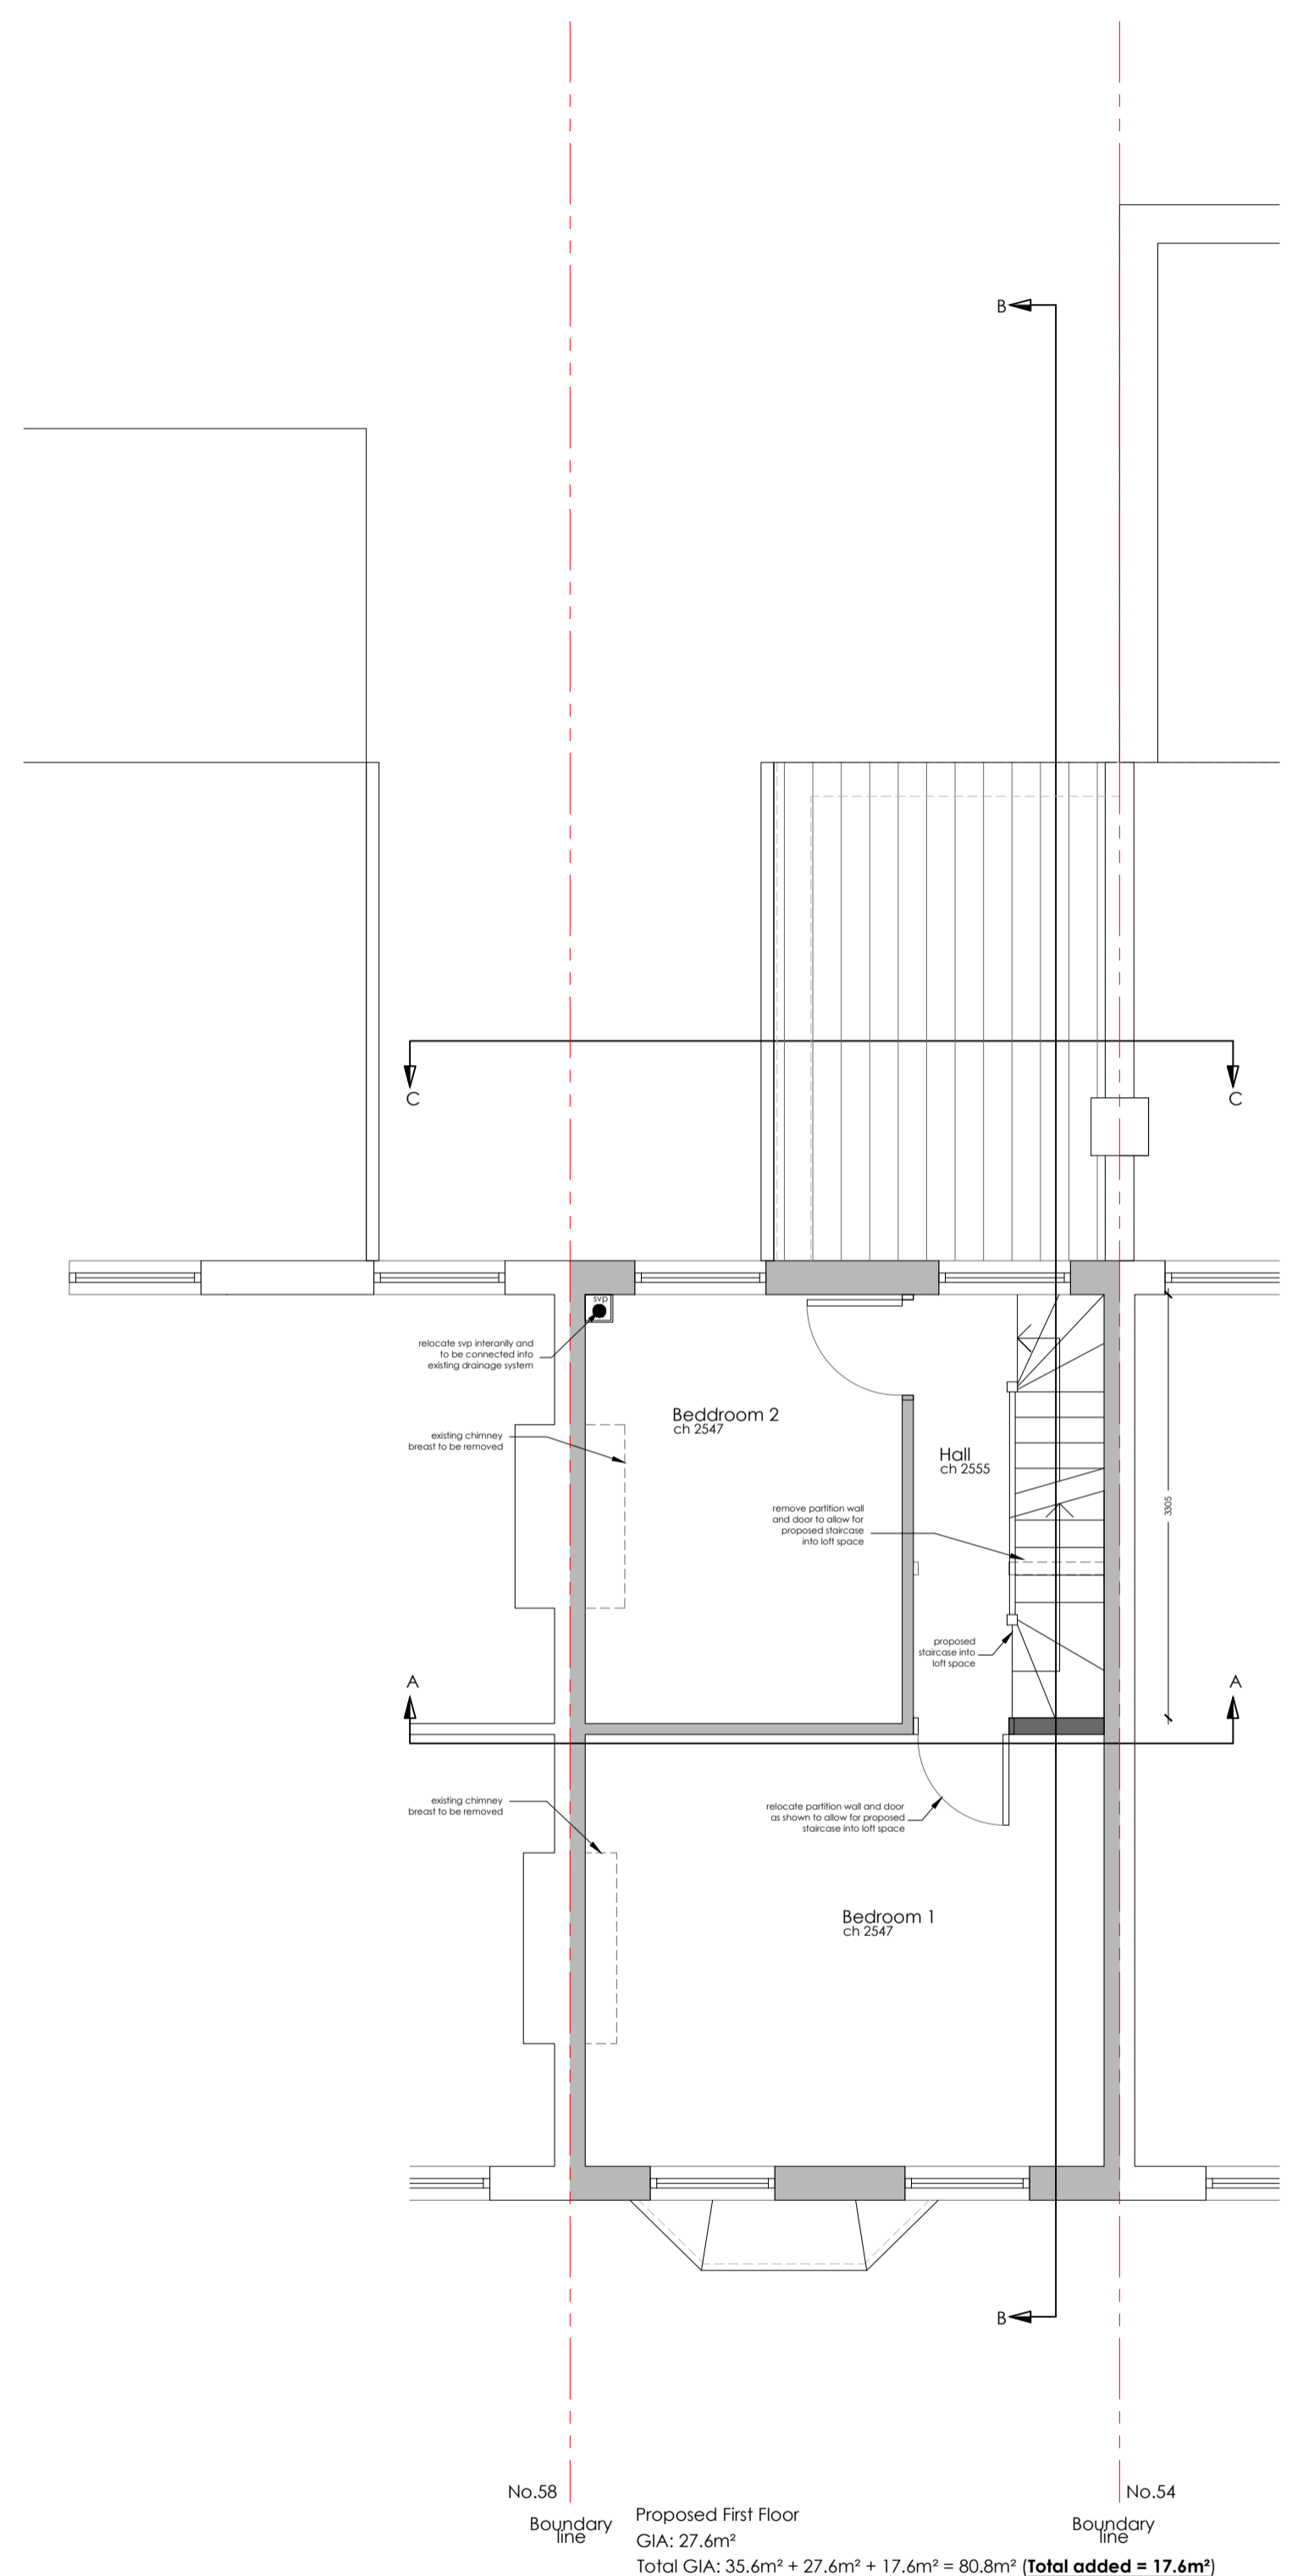 B
C
C
svp
relocate svp interanlly and
to be connected into
existing drainage system
Beddroom 2
ch 2547
existing chimney
breast to be removed
Hall
ch 2555
remove partition wall
and door to allow for
proposed staircase
into loft space
3305
proposed
staircase into
loft space
A
A
existing chimney
breast to be removed
relocate partition wall and door
as shown to allow for proposed
staircase into loft space
Bedroom 1
ch 2547
B
No.58
No.54
Boundary
line
Boundary
line
Proposed First Floor
GIA: 27.6m²
Total GIA: 35.6m² + 27.6m² + 17.6m² = 80.8m² (Total added = 17.6m²)